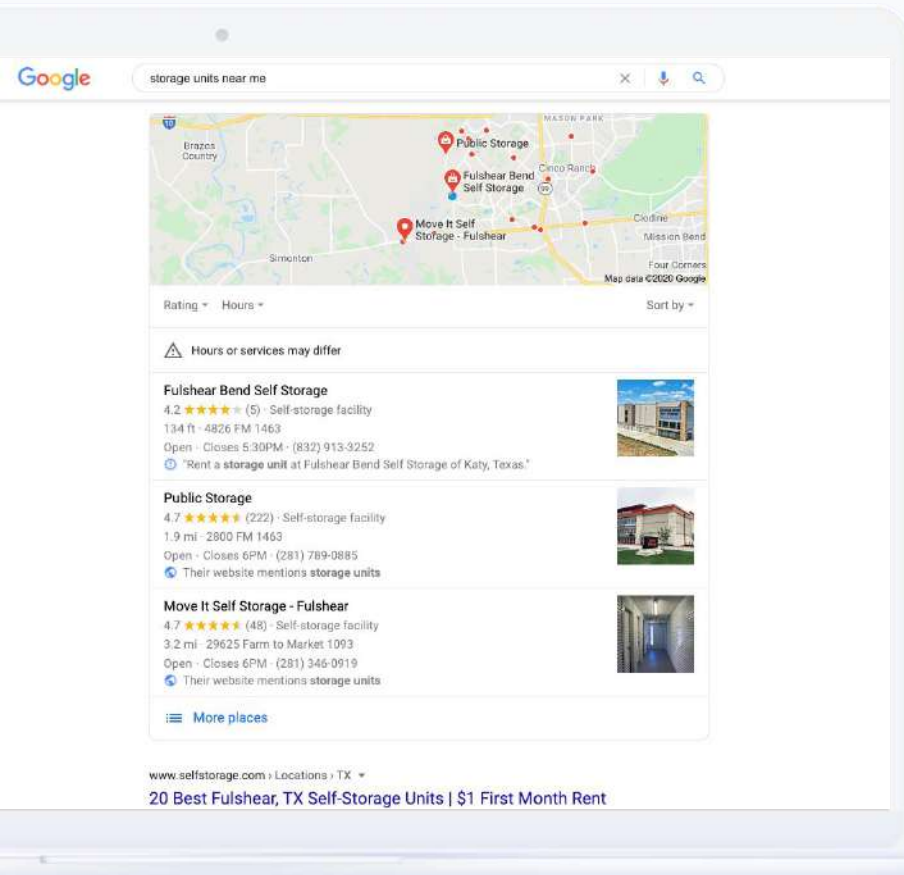 Google
storage units near me
10
MASON PARK
Brazos
Country
Public Storage
Cinco Ranch
Fulshear Bend
Self Storage
99
Move It Self
Storage - Fulshear
Clodine
Mission Bend
Simonton
Four Corners
Map data ©2020 Google
Rating Hours Sort by
Hours or services may differ
Fulshear Bend Self Storage
4.2 ★★★★★ (5) · Self-storage facility
134 ft · 4826 FM 1463
Open · Closes 5:30PM · (832) 913-3252
"Rent a storage unit at Fulshear Bend Self Storage of Katy, Texas."
Public Storage
4.7 ★★★★★ (222) · Self-storage facility
1.9 mi · 2800 FM 1463
Open · Closes 6PM · (281) 789-0885
Their website mentions storage units
Move It Self Storage - Fulshear
4.7 ★★★★★ (48) · Self-storage facility
3.2 mi · 29625 Farm to Market 1093
Open · Closes 6PM · (281) 346-0919
Their website mentions storage units
More places
www.selfstorage.com › Locations › TX
20 Best Fulshear, TX Self-Storage Units | $1 First Month Rent